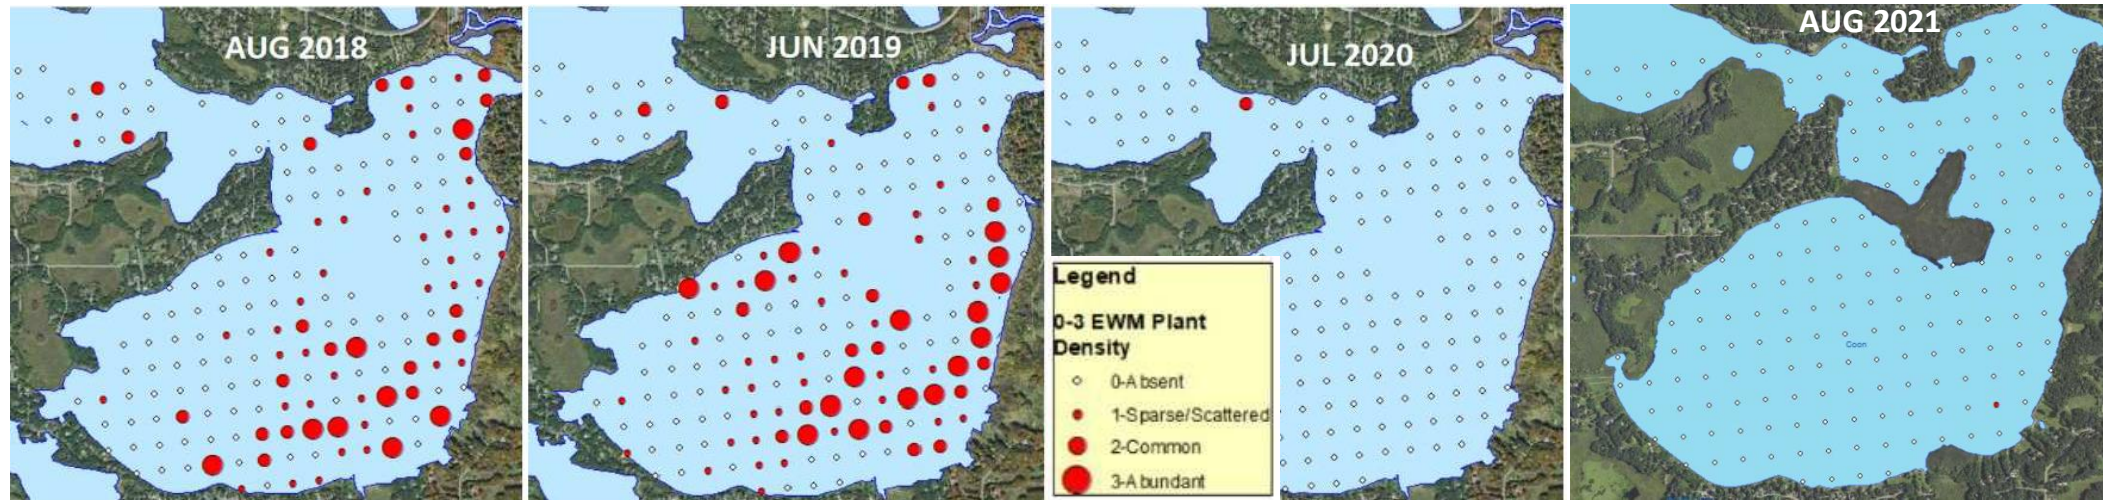 AUG 2018
JUN 2019
JUL 2020
AUG 2021
Legend
0-3 EWM Plant
Density
0-Absent
1-Sparse/Scattered
2-Common
3-Abundant
Coon